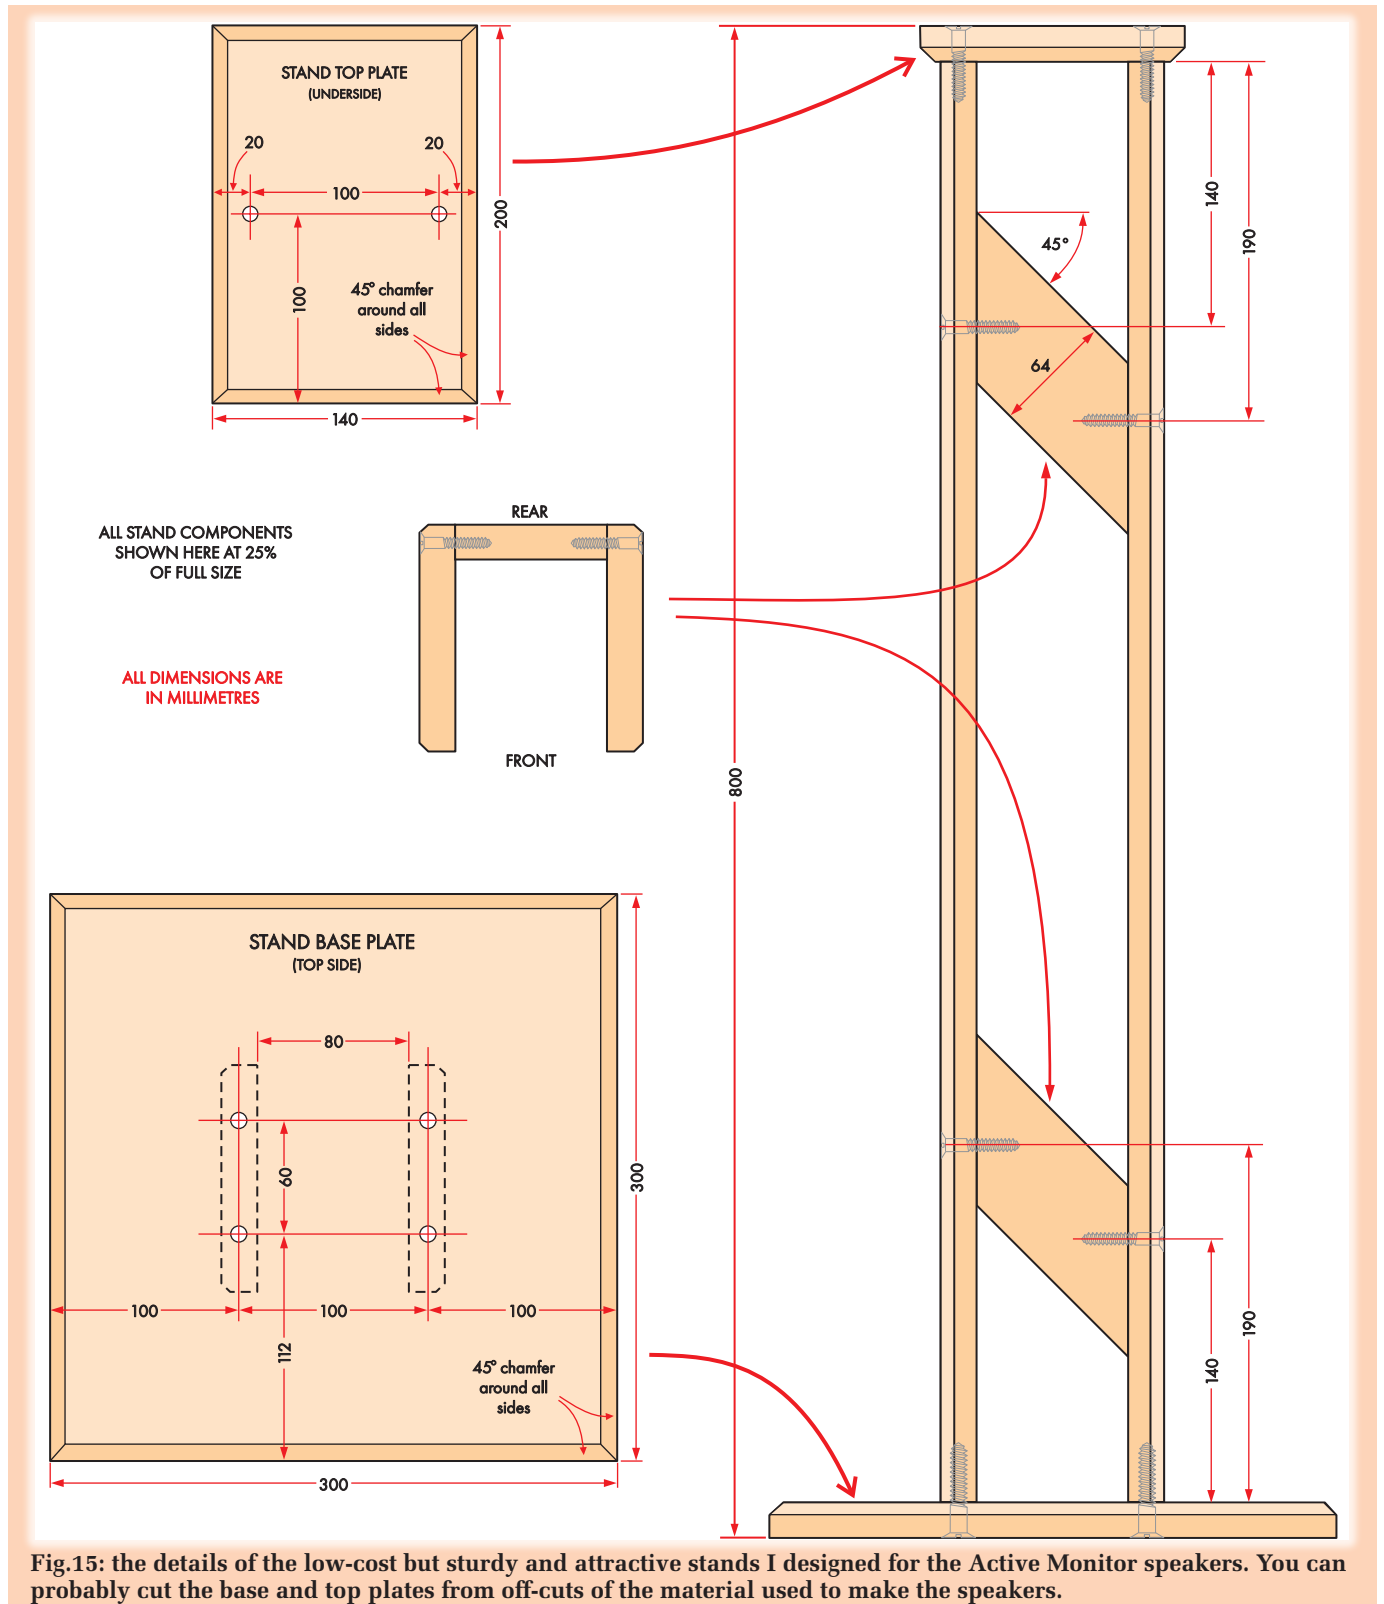 STAND TOP PLATE
(UNDERSIDE)
20
20
100
200
100
45° chamfer
around all
sides
140
140
190
45°
64
ALL STAND COMPONENTS
SHOWN HERE AT 25%
OF FULL SIZE
REAR
ALL DIMENSIONS ARE
IN MILLIMETRES
FRONT
800
STAND BASE PLATE
(TOP SIDE)
80
60
300
100
100
100
112
45° chamfer
around all
sides
300
190
140
Fig.15: the details of the low-cost but sturdy and attractive stands I designed for the Active Monitor speakers. You can
probably cut the base and top plates from off-cuts of the material used to make the speakers.